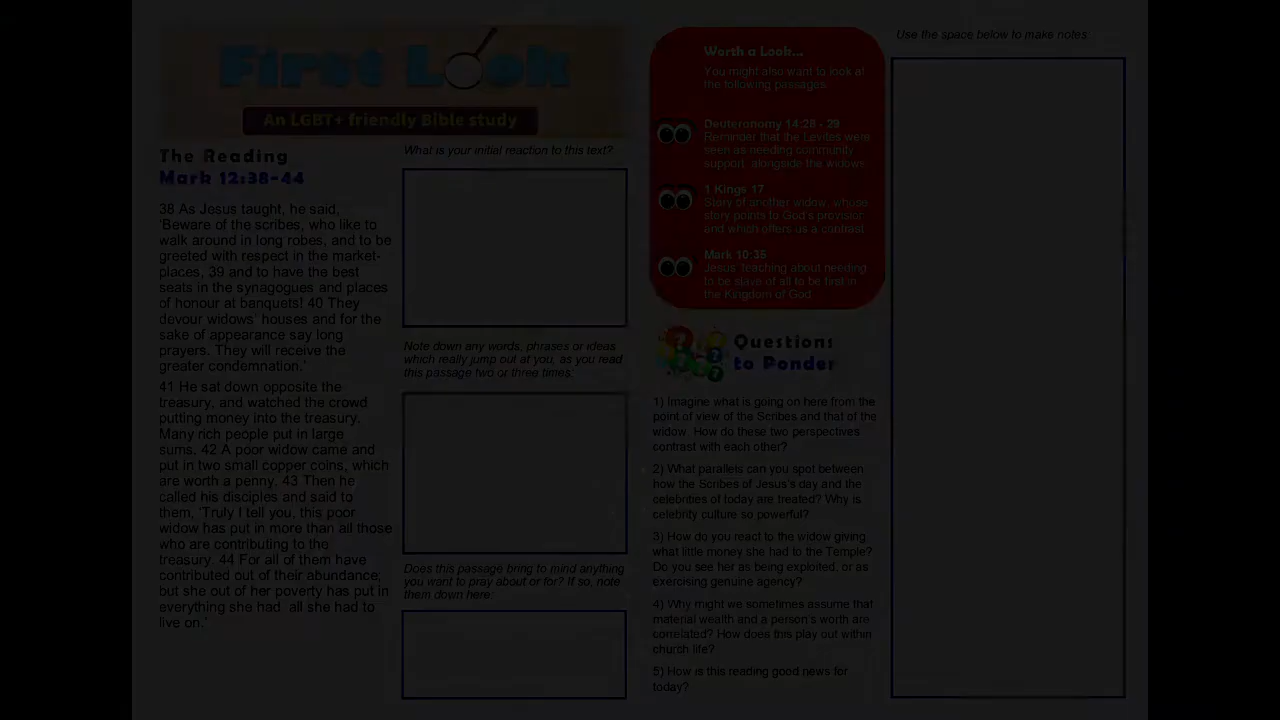 First Look
An LGBT+ friendly Bible study
The Reading
Mark 12:38-44
38 As Jesus taught, he said,
'Beware of the scribes, who like to
walk around in long robes, and to be
greeted with respect in the market-
places, 39 and to have the best
seats in the synagogues and places
of honour at banquets! 40 They
devour widows' houses and for the
sake of appearance say long
prayers. They will receive the
greater condemnation.'
41 He sat down opposite the
treasury, and watched the crowd
putting money into the treasury.
Many rich people put in large
sums. 42 A poor widow came and
put in two small copper coins, which
are worth a penny. 43 Then he
called his disciples and said to
them, 'Truly I tell you, this poor
widow has put in more than all those
who are contributing to the
treasury. 44 For all of them have
contributed out of their abundance;
but she out of her poverty has put in
everything she had all she had to
live on.'
What is your initial reaction to this text?
Note down any words, phrases or ideas
which really jump out at you, as you read
this passage two or three times:
Does this passage bring to mind anything
you want to pray about or for? If so, note
them down here:
Worth a Look...
You might also want to look at
the following passages
Deuteronomy 14:28 - 29
Reminder that the Levites were
seen as needing community
support, alongside the widows
1 Kings 17
Story of another widow, whose
story points to God's provision
and which offers us a contrast
Mark 10:35
Jesus' teaching about needing
to be slave of all to be first in
the Kingdom of God
Questions
to Ponder
1) Imagine what is going on here from the
point of view of the Scribes and that of the
widow. How do these two perspectives
contrast with each other?
2) What parallels can you spot between
how the Scribes of Jesus's day and the
celebrities of today are treated? Why is
celebrity culture so powerful?
3) How do you react to the widow giving
what little money she had to the Temple?
Do you see her as being exploited, or as
exercising genuine agency?
4) Why might we sometimes assume that
material wealth and a person's worth are
correlated? How does this play out within
church life?
5) How is this reading good news for
today?
Use the space below to make notes: